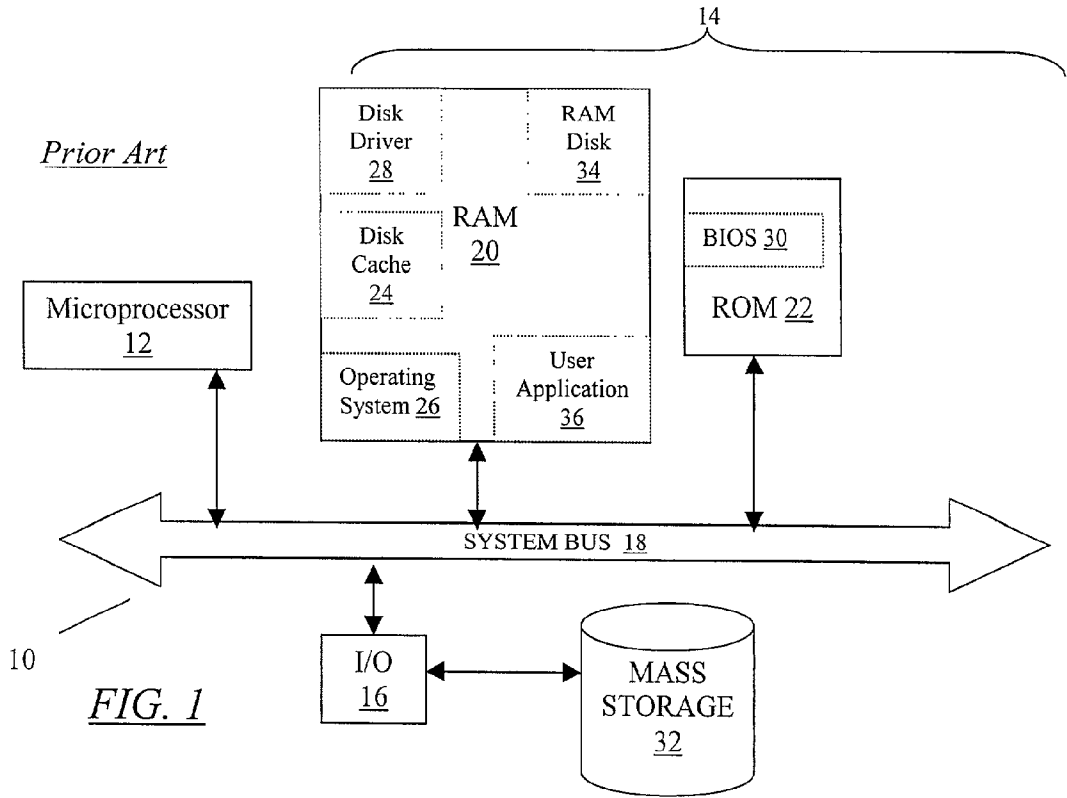 14
Prior Art
Disk
Driver
28
RAM
Disk
34
RAM
20
Disk
Cache
24
BIOS 30
ROM 22
Microprocessor
12
Operating
System 26
User
Application
36
SYSTEM BUS 18
10
I/O
16
MASS
STORAGE
32
FIG. 1